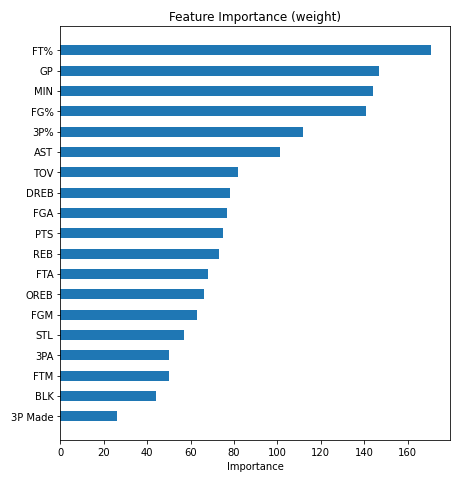 Feature Importance (weight)
FT%
GP
MIN
FG%
3P%
AST
TOV
DREB
FGA
PTS
REB
FTA
OREB
FGM
STL
3PA
FTM
BLK
3P Made
0 20 40 60 80 100 120 140 160
Importance